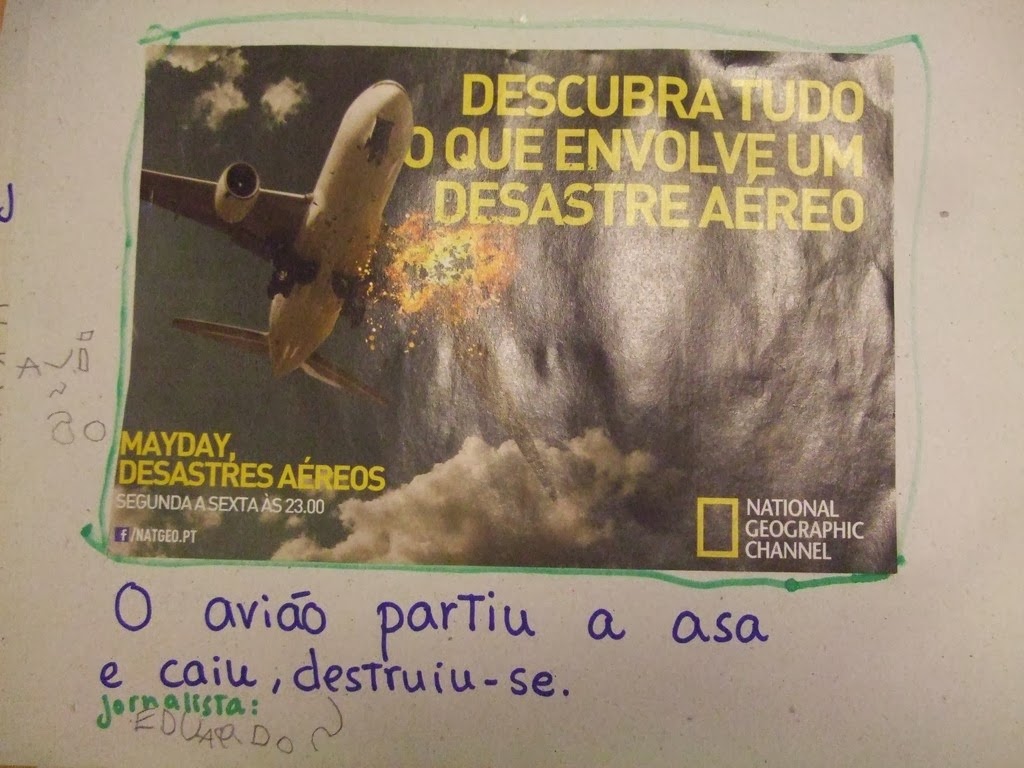 DESCUBRA TUDO
O QUE ENVOLVE UM
DESASTRE AÉREO
MAYDAY,
DESASTRES AÉREOS
SEGUNDA A SEXTA ÀS 23.00
f/NATGEO.PT
NATIONAL
GEOGRAPHIC
CHANNEL
O avião partiu a asa
e caiu, destruiu-se.
jornalista:
EDUARDO